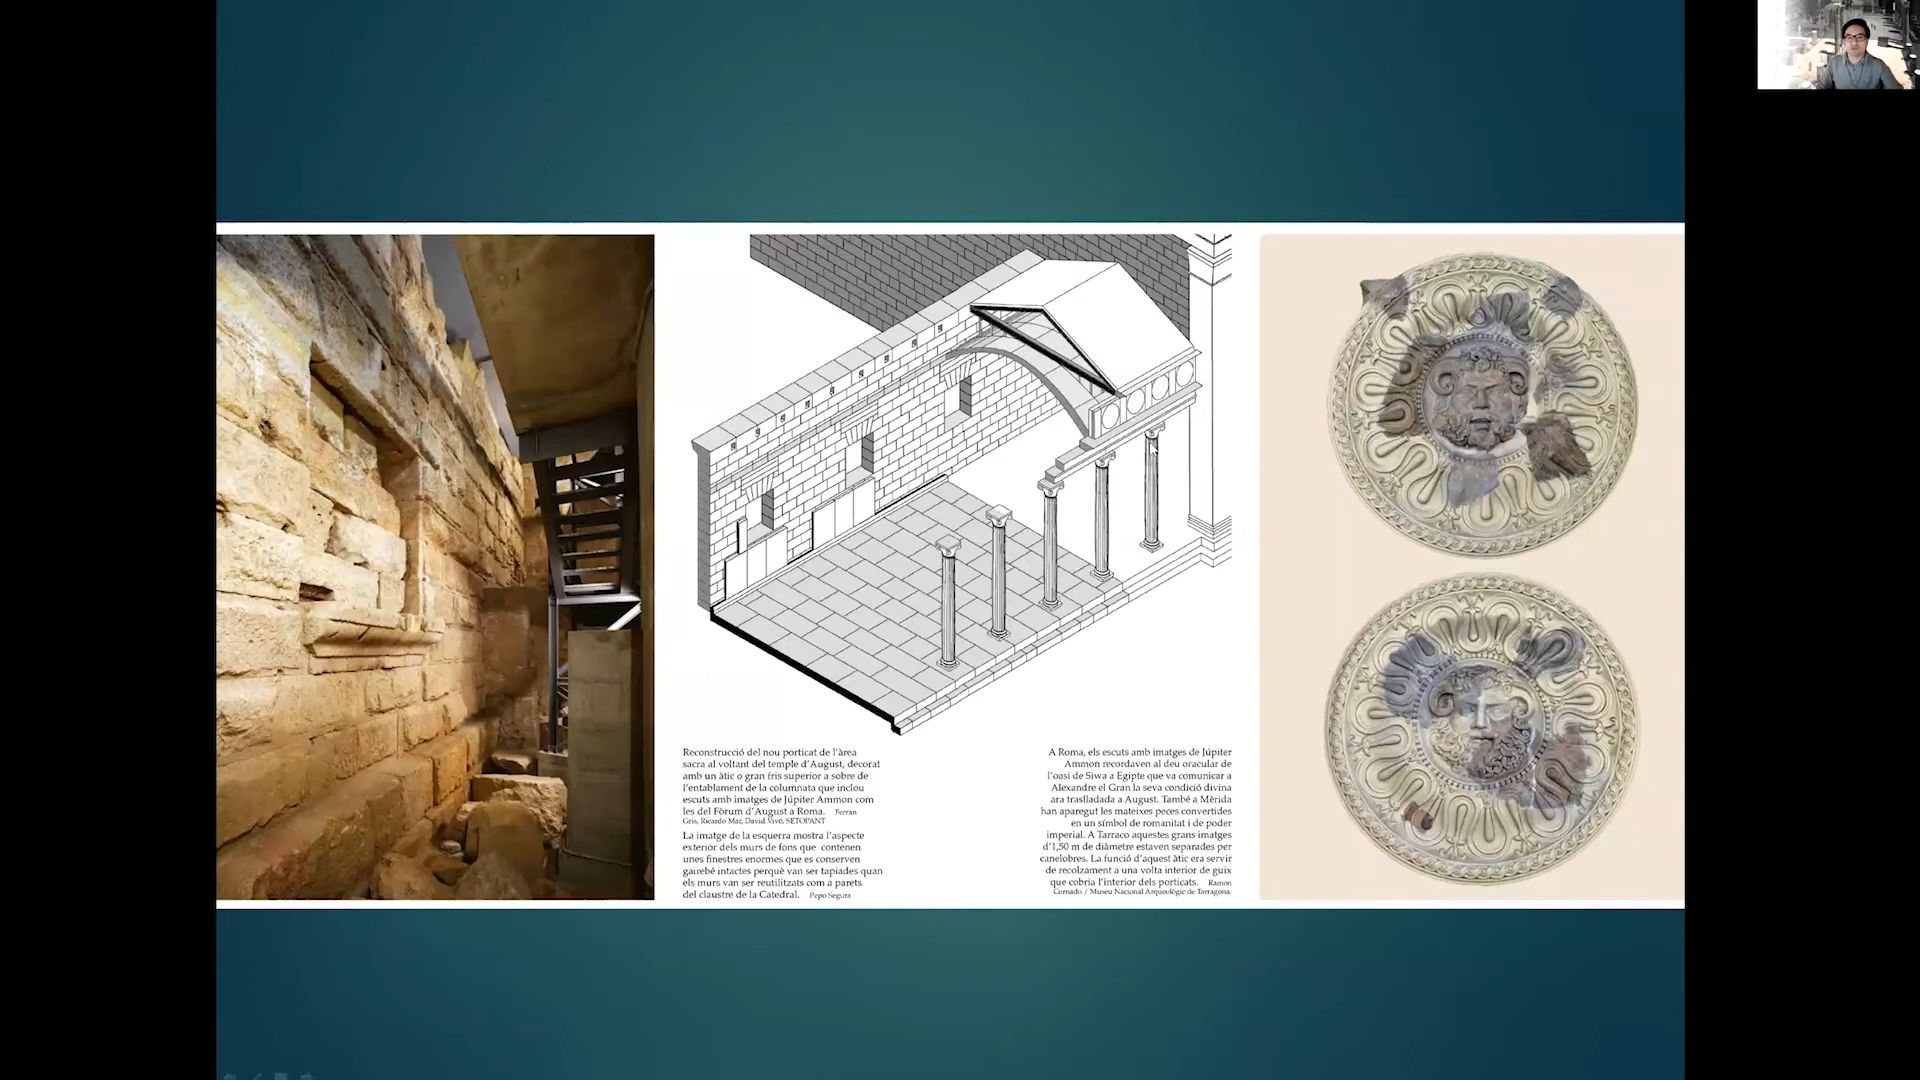 Reconstrucció del nou porticat de l'àrea
sacra al voltant del temple d'August, decorat
amb un àtic o gran fris superior a sobre de
l'entablament de la columnata que inclou
escuts amb imatges de Júpiter Ammon com
les del Fòrum d'August a Roma. Ferran
Gris, Ricardo Mar, David Vivó, SETOPANT
La imatge de la esquerra mostra l'aspecte
exterior dels murs de fons que contenen
unes finestres enormes que es conserven
gairebé intactes perquè van ser tapiades quan
els murs van ser reutilitzats com a parets
del claustre de la Catedral. Pepo Segura
A Roma, els escuts amb imatges de Júpiter
Ammon recordaven al deu oracular de
l'oasi de Siwa a Egipte que va comunicar a
Alexandre el Gran la seva condició divina
ara traslladada a August. També a Mèrida
han aparegut les mateixes peces convertides
en un símbol de romanitat i de poder
imperial. A Tarraco aquestes grans imatges
d'1,50 m de diàmetre estaven separades per
canelobres. La funció d'aquest àtic era servir
de recolzament a una volta interior de guix
que cobria l'interior dels porticats. Ramon
Cornado / Museu Nacional Arqueològic de Tarragona.